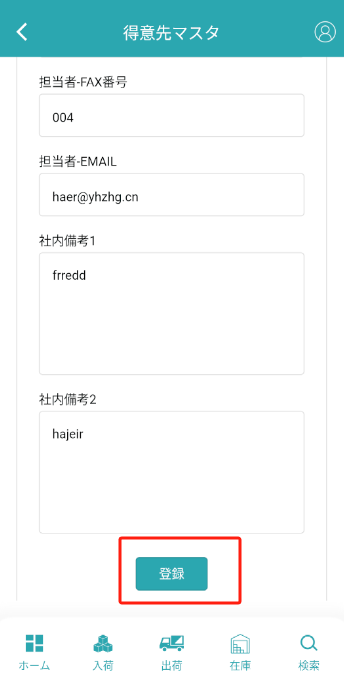 得意先マスタ
担当者-FAX番号
004
担当者-EMAIL
haer@yhzhg.cn
社内備考1
frredd
社内備考2
hajeir
登録
ホーム 入荷 出荷 在庫 検索